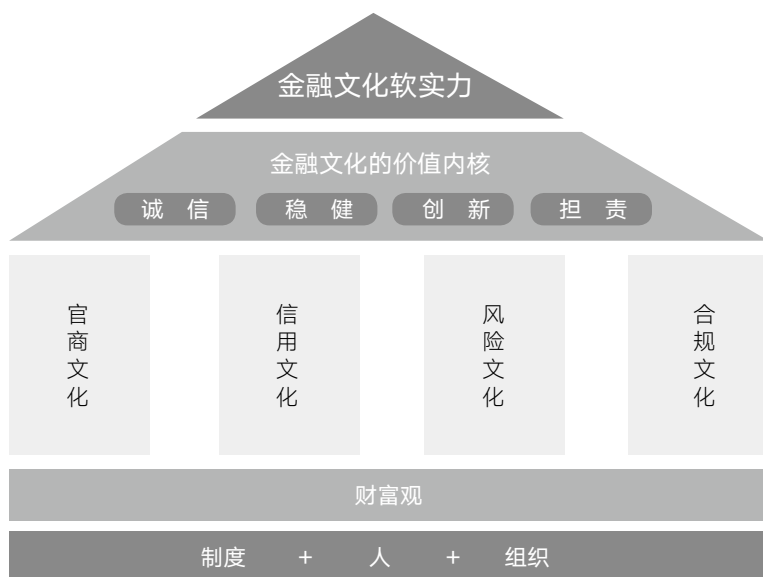 金融文化软实力
金融文化的价值内核
诚 信 稳 健 创 新 担 责
官商文化
信用文化
风险文化
合规文化
财富观
制度 + 人 + 组织